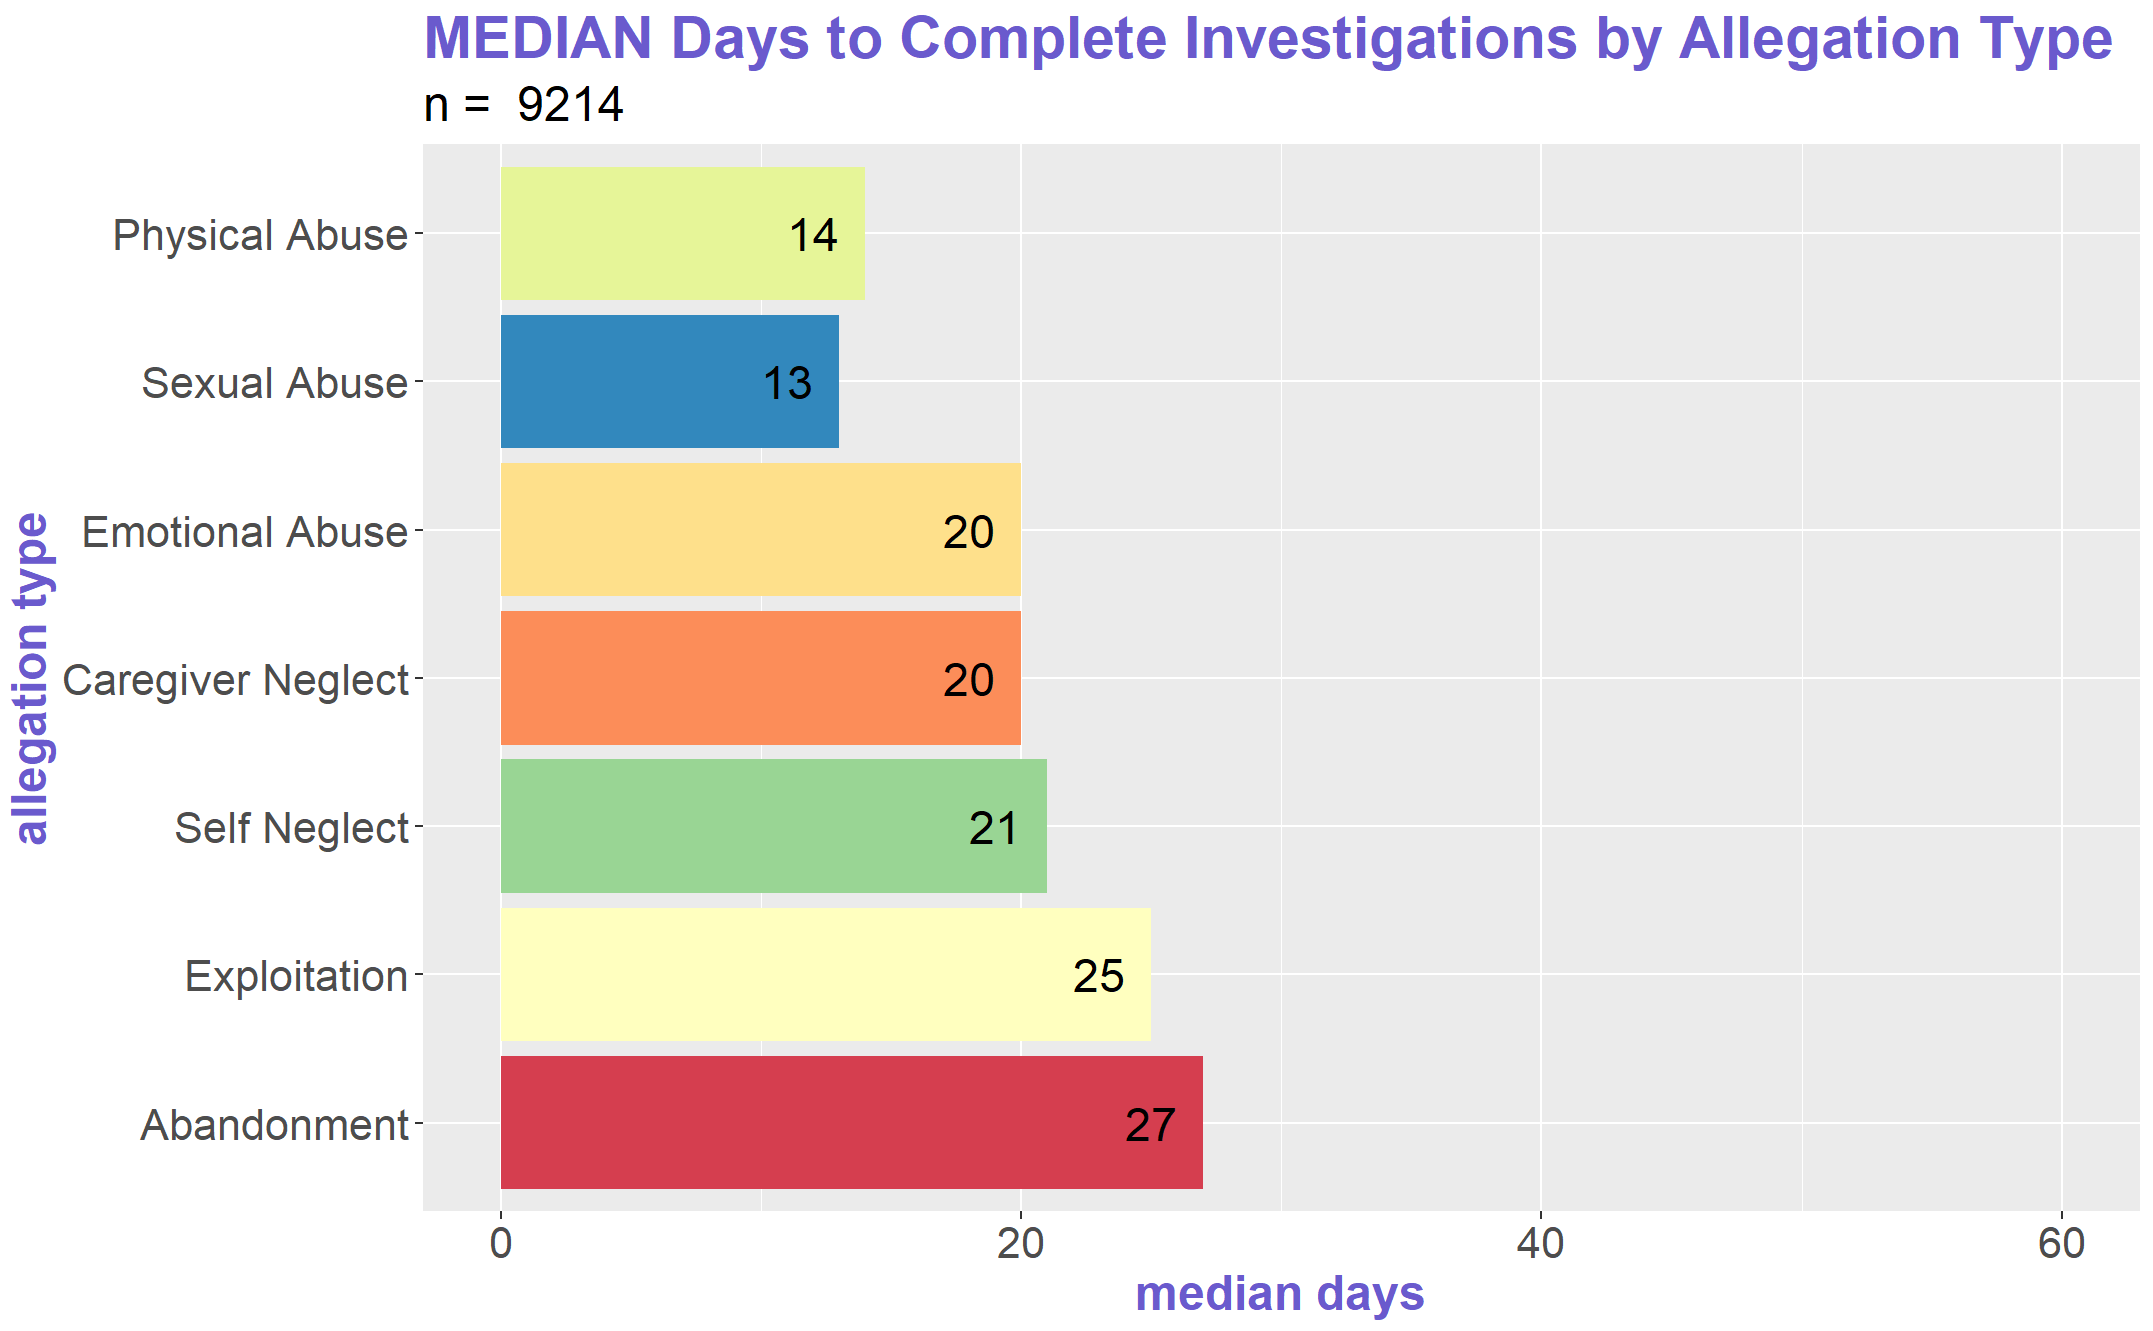 MEDIAN Days to Complete Investigations by Allegation Type
n =  9214
allegation type
Physical Abuse 14
Sexual Abuse 13
Emotional Abuse 20
Caregiver Neglect 20
Self Neglect 21
Exploitation 25
Abandonment 27
0 20 40 60
median days